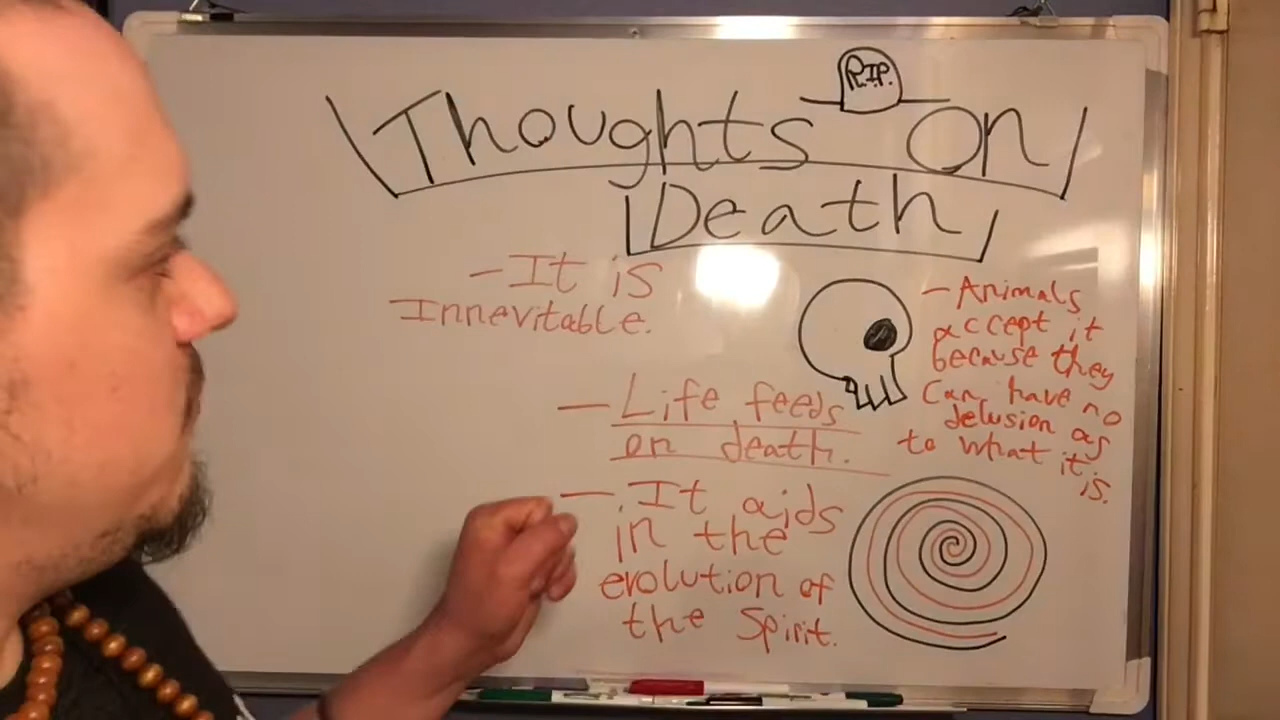 R.I.P.
Thoughts On
Death
- It is
Innevitable.
- Life feeds
on death.
- It aids
in the
evolution of
the Spirit.
- Animals
accept it
because they
Can have no
delusion as
to what it
is.